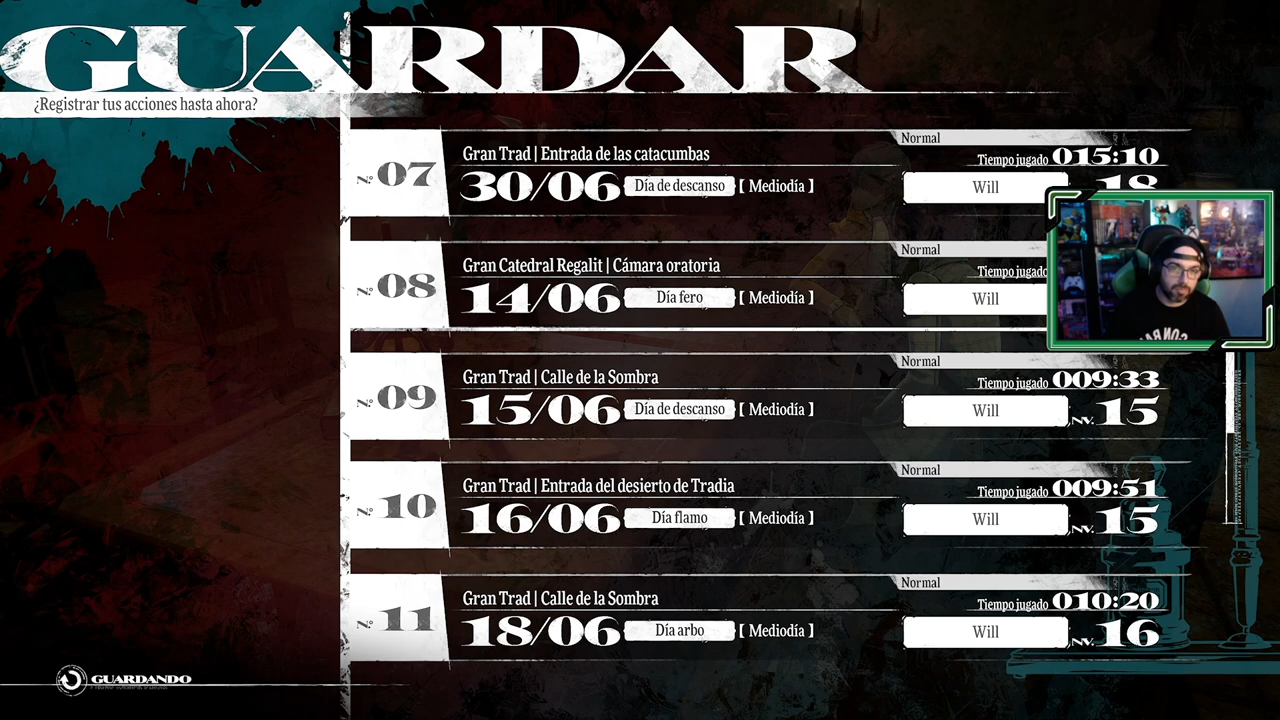 GUARDAR
¿Registrar tus acciones hasta ahora?
N.º 07
Gran Trad | Entrada de las catacumbas
30/06 Día de descanso [ Mediodía ]
Normal
Tiempo jugado 015:10
Will
18
N.º 08
Gran Catedral Regalit | Cámara oratoria
14/06 Día fero [ Mediodía ]
Normal
Tiempo jugado
Will
N.º 09
Gran Trad | Calle de la Sombra
15/06 Día de descanso [ Mediodía ]
Normal
Tiempo jugado 009:33
Will NV. 15
N.º 10
Gran Trad | Entrada del desierto de Tradia
16/06 Día flamo [ Mediodía ]
Normal
Tiempo jugado 009:51
Will NV. 15
N.º 11
Gran Trad | Calle de la Sombra
18/06 Día arbo [ Mediodía ]
Normal
Tiempo jugado 010:20
Will NV. 16
GUARDANDO